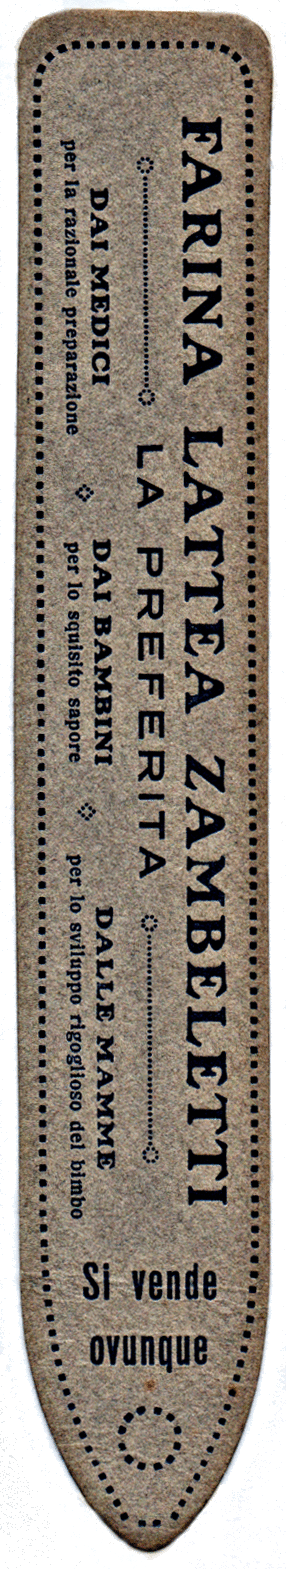 FARINA LATTEA ZAMBELETTI
LA PREFERITA
DAI MEDICI
per la razionale preparazione
DAI BAMBINI
per lo squisito sapore
DALLE MAMME
per lo sviluppo rigoglioso del bimbo
Si vende
ovunque